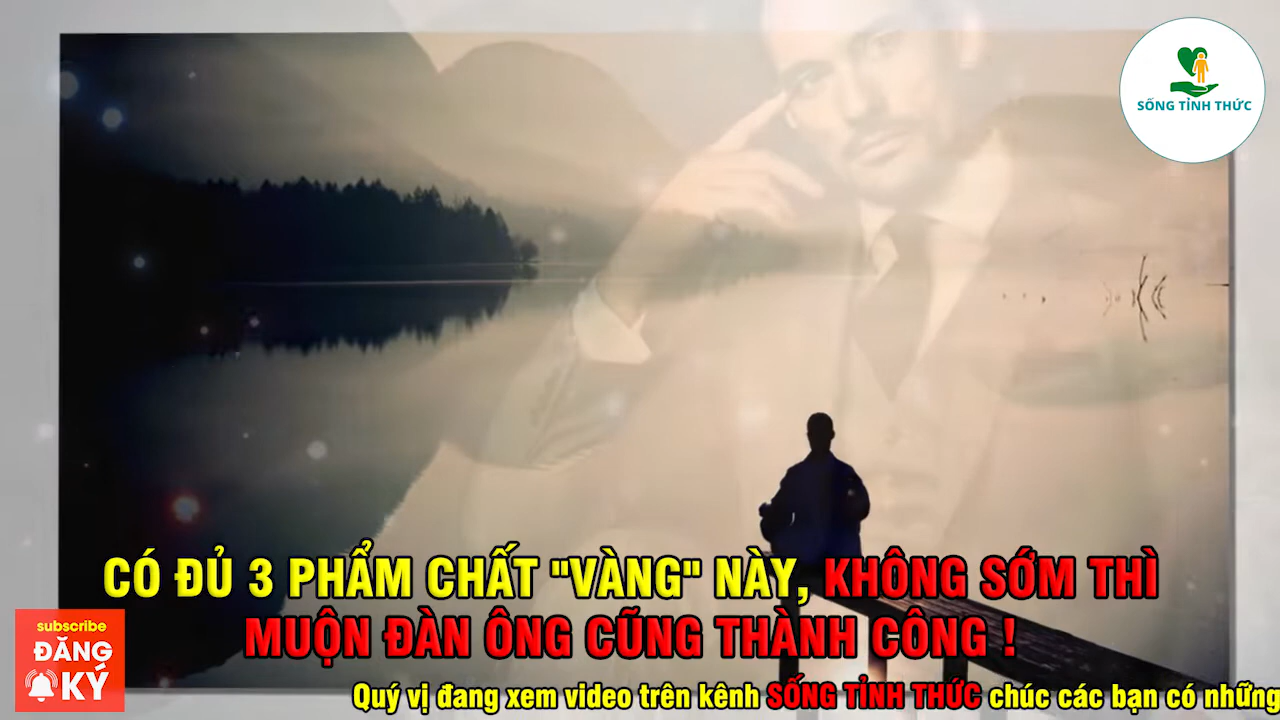 SỐNG TỈNH THỨC
CÓ ĐỦ 3 PHẨM CHẤT "VÀNG" NÀY, KHÔNG SỚM THÌ
MUỘN ĐÀN ÔNG CŨNG THÀNH CÔNG !
subscribe
ĐĂNG
KÝ
Quý vị đang xem video trên kênh SỐNG TỈNH THỨC chúc các bạn có những